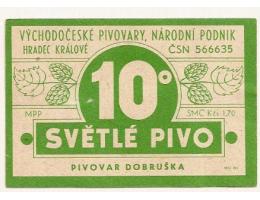 VÝCHODOČESKÉ PIVOVARY, NÁRODNÍ PODNIK
HRADEC KRÁLOVÉ ČSN 566635
10°
MPP SMC Kčs 1,70
SVĚTLÉ PIVO
PIVOVAR DOBRUŠKA